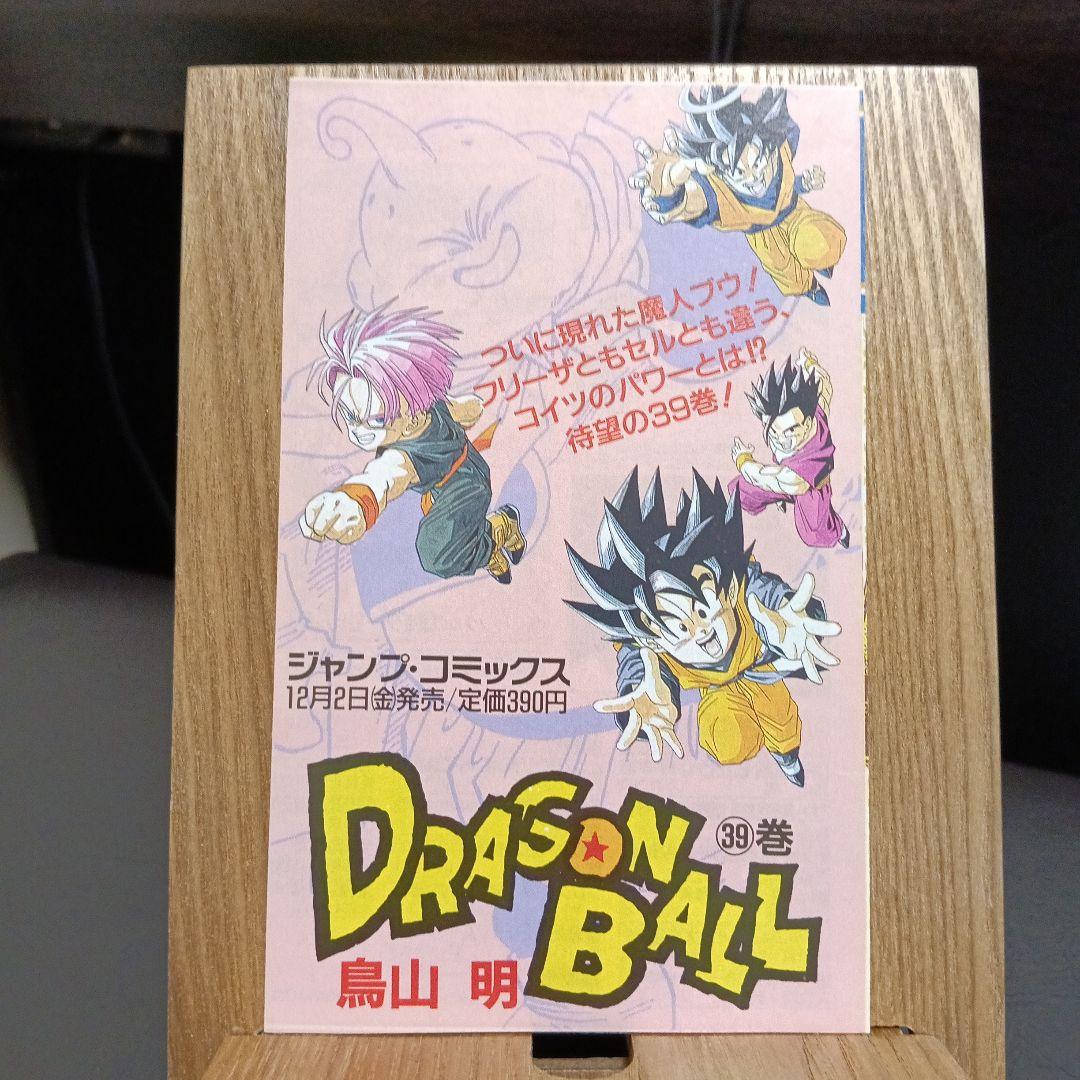 ついに現れた魔人ブウ!
フリーザともセルとも違う、
コイツのパワーとは!?
待望の39巻!
ジャンプ・コミックス
12月2日㈮発売/定価390円
DRAGON BALL
㊴巻
鳥山 明